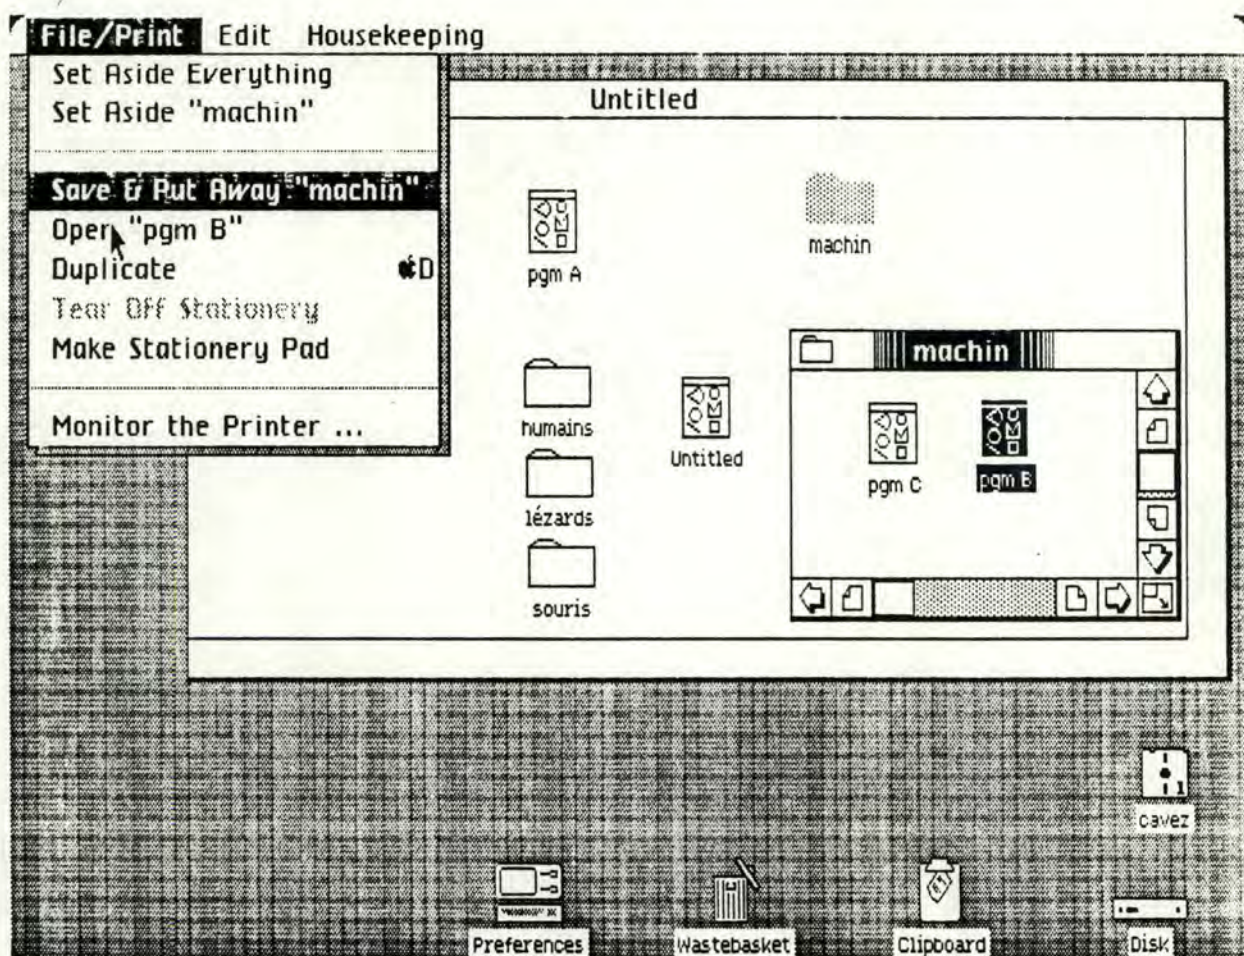 File/Print Edit Housekeeping
Set Aside Everything
Set Aside "machin"
Save & Put Away "machin"
Open "pgm B"
Duplicate D
Tear Off Stationery
Make Stationery Pad
Monitor the Printer ...
Untitled
pgm A
machin
humains
Untitled
lézards
souris
machin
pgm C
pgm B
1
cavez
Preferences
Wastebasket
Clipboard
Disk